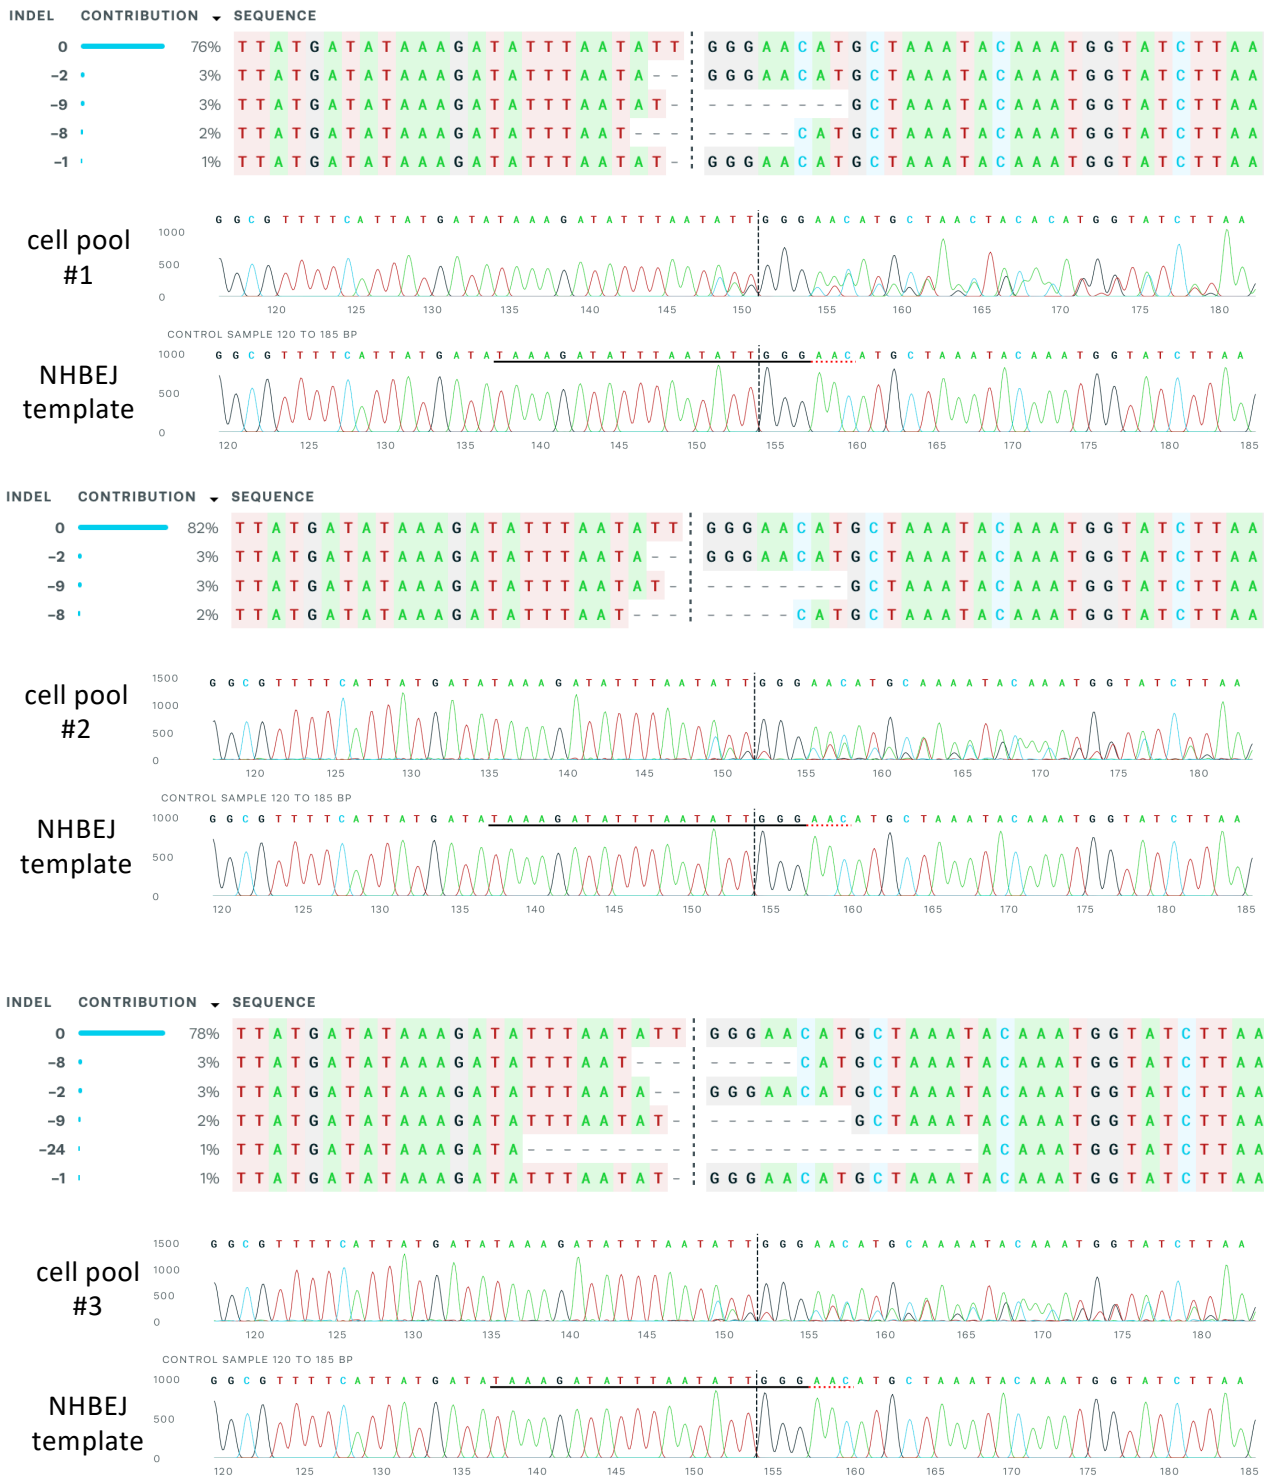 INDEL CONTRIBUTION SEQUENCE
0 76% TTATGATATAAAGATATTTAATATT GGGAACATGCTAAATACAAATGGTATCTTAA
-2 3% TTATGATATAAAGATATTTAATA-- GGGAACATGCTAAATACAAATGGTATCTTAA
-9 3% TTATGATATAAAGATATTTAATAT- --------GCTAAATACAAATGGTATCTTAA
-8 2% TTATGATATAAAGATATTTAAT--- -----CATGCTAAATACAAATGGTATCTTAA
-1 1% TTATGATATAAAGATATTTAATAT- GGGAACATGCTAAATACAAATGGTATCTTAA
GGCGTTTTCATTATGATATAAAGATATTTAATATTGGGAACATGCTAACTACACATGGTATCTTAA
cell pool
#1
1000
500
0
120 125 130 135 140 145 150 155 160 165 170 175 180
CONTROL SAMPLE 120 TO 185 BP
GGCGTTTTCATTATGATATAAAGATATTTAATATTGGGAACATGCTAAATACAAATGGTATCTTAA
NHBEJ
template
1000
500
0
120 125 130 135 140 145 150 155 160 165 170 175 180 185
INDEL CONTRIBUTION SEQUENCE
0 82% TTATGATATAAAGATATTTAATATT GGGAACATGCTAAATACAAATGGTATCTTAA
-2 3% TTATGATATAAAGATATTTAATA-- GGGAACATGCTAAATACAAATGGTATCTTAA
-9 3% TTATGATATAAAGATATTTAATAT- --------GCTAAATACAAATGGTATCTTAA
-8 2% TTATGATATAAAGATATTTAAT--- -----CATGCTAAATACAAATGGTATCTTAA
GGCGTTTTCATTATGATATAAAGATATTTAATATTGGGAACATGCAAAATACAAATGGTATCTTAA
cell pool
#2
1500
1000
500
0
120 125 130 135 140 145 150 155 160 165 170 175 180
CONTROL SAMPLE 120 TO 185 BP
GGCGTTTTCATTATGATATAAAGATATTTAATATTGGGAACATGCTAAATACAAATGGTATCTTAA
NHBEJ
template
1000
500
0
120 125 130 135 140 145 150 155 160 165 170 175 180 185
INDEL CONTRIBUTION SEQUENCE
0 78% TTATGATATAAAGATATTTAATATT GGGAACATGCTAAATACAAATGGTATCTTAA
-8 3% TTATGATATAAAGATATTTAAT--- -----CATGCTAAATACAAATGGTATCTTAA
-2 3% TTATGATATAAAGATATTTAATA-- GGGAACATGCTAAATACAAATGGTATCTTAA
-9 2% TTATGATATAAAGATATTTAATAT- --------GCTAAATACAAATGGTATCTTAA
-24 1% TTATGATATAAAGATA--------- ---------------ACAAATGGTATCTTAA
-1 1% TTATGATATAAAGATATTTAATAT- GGGAACATGCTAAATACAAATGGTATCTTAA
GGCGTTTTCATTATGATATAAAGATATTTAATATTGGGAACATGCAAAATACAAATGGTATCTTAA
cell pool
#3
1500
1000
500
0
120 125 130 135 140 145 150 155 160 165 170 175 180
CONTROL SAMPLE 120 TO 185 BP
GGCGTTTTCATTATGATATAAAGATATTTAATATTGGGAACATGCTAAATACAAATGGTATCTTAA
NHBEJ
template
1000
500
0
120 125 130 135 140 145 150 155 160 165 170 175 180 185